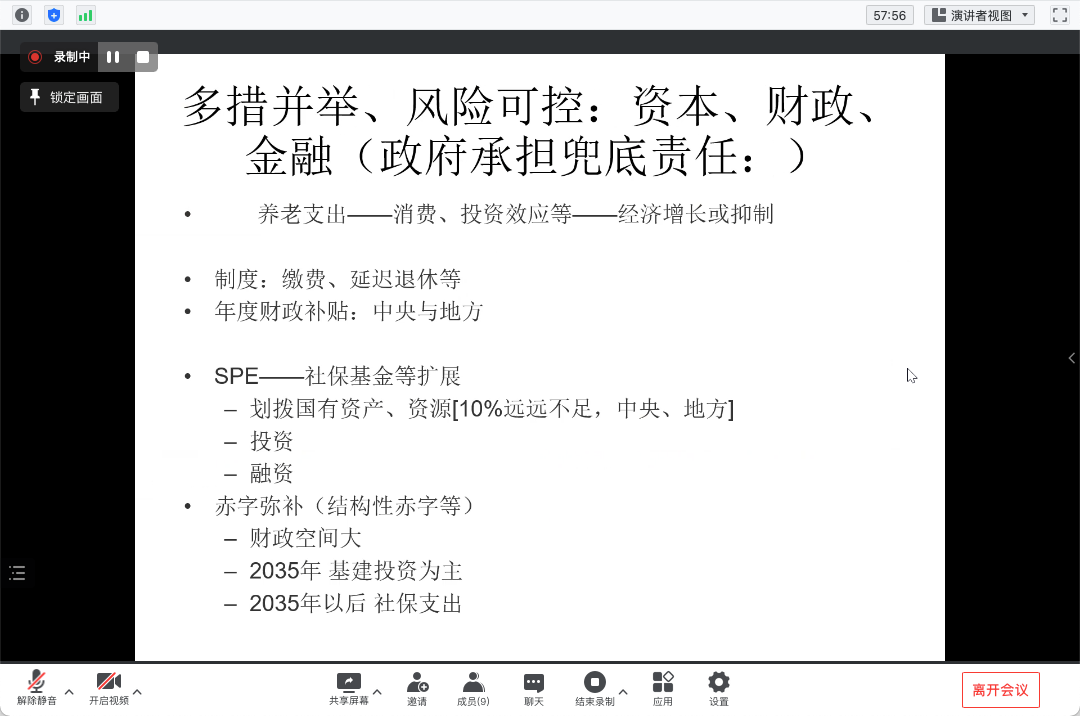 57:56
演讲者视图
录制中
锁定画面
多措并举、风险可控：资本、财政、
金融（政府承担兜底责任：）
• 养老支出——消费、投资效应等——经济增长或抑制
• 制度：缴费、延迟退休等
• 年度财政补贴：中央与地方
• SPE——社保基金等扩展
– 划拨国有资产、资源[10%远远不足，中央、地方]
– 投资
– 融资
• 赤字弥补（结构性赤字等）
– 财政空间大
– 2035年 基建投资为主
– 2035年以后 社保支出
解除静音
开启视频
共享屏幕
邀请
成员(9)
聊天
结束录制
应用
设置
离开会议